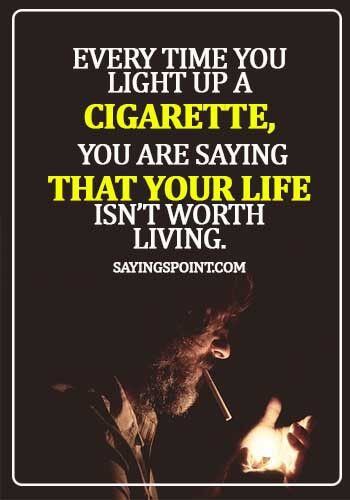 EVERY TIME YOU
LIGHT UP A
CIGARETTE,
YOU ARE SAYING
THAT YOUR LIFE
ISN'T WORTH
LIVING.
SAYINGSPOINT.COM